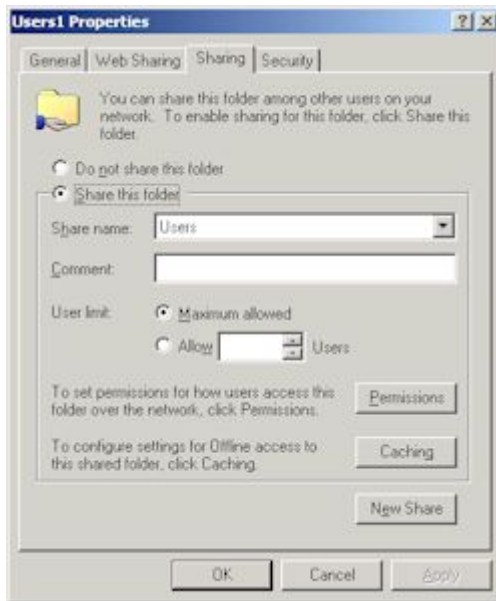 Users1 Properties
General Web Sharing Sharing Security
You can share this folder among other users on your
network. To enable sharing for this folder, click Share this
folder.
Do not share this folder
Share this folder
Share name: Users
Comment:
User limit: Maximum allowed
Allow Users
To set permissions for how users access this
folder over the network, click Permissions.
Permissions
To configure settings for Offline access to
this shared folder, click Caching.
Caching
New Share
OK Cancel Apply